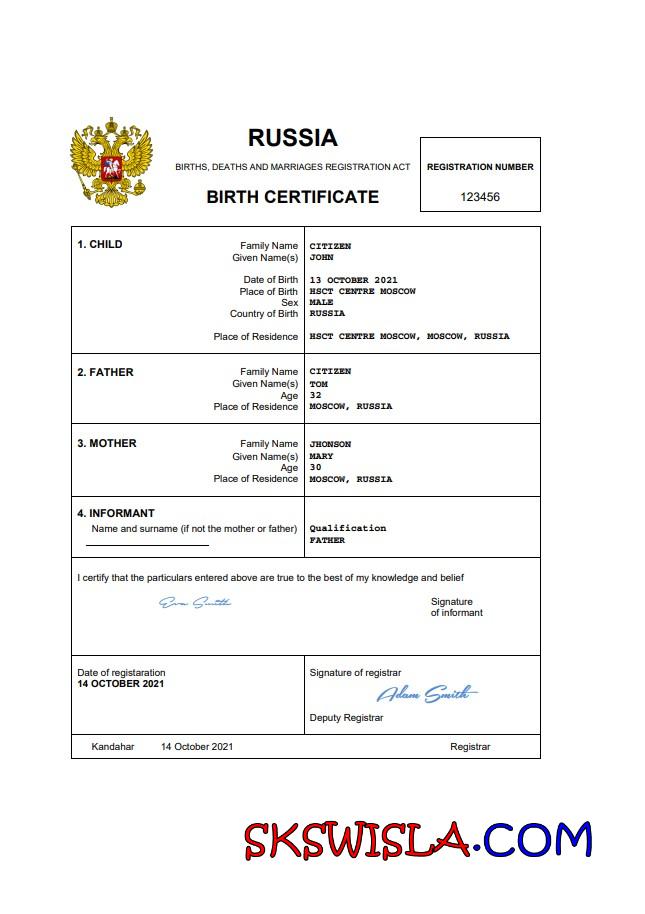 RUSSIA
BIRTHS, DEATHS AND MARRIAGES REGISTRATION ACT
BIRTH CERTIFICATE
REGISTRATION NUMBER
123456
1. CHILD
Family Name CITIZEN
Given Name(s) JOHN
Date of Birth 13 OCTOBER 2021
Place of Birth HSCT CENTRE MOSCOW
Sex MALE
Country of Birth RUSSIA
Place of Residence HSCT CENTRE MOSCOW, MOSCOW, RUSSIA
2. FATHER
Family Name CITIZEN
Given Name(s) TOM
Age 32
Place of Residence MOSCOW, RUSSIA
3. MOTHER
Family Name JHONSON
Given Name(s) MARY
Age 30
Place of Residence MOSCOW, RUSSIA
4. INFORMANT
Name and surname (if not the mother or father) Qualification
FATHER
I certify that the particulars entered above are true to the best of my knowledge and belief
Eva Smith
Signature
of informant
Date of registaration
14 OCTOBER 2021
Signature of registrar
Adam Smith
Deputy Registrar
Kandahar 14 October 2021 Registrar
SKSWISLA.COM